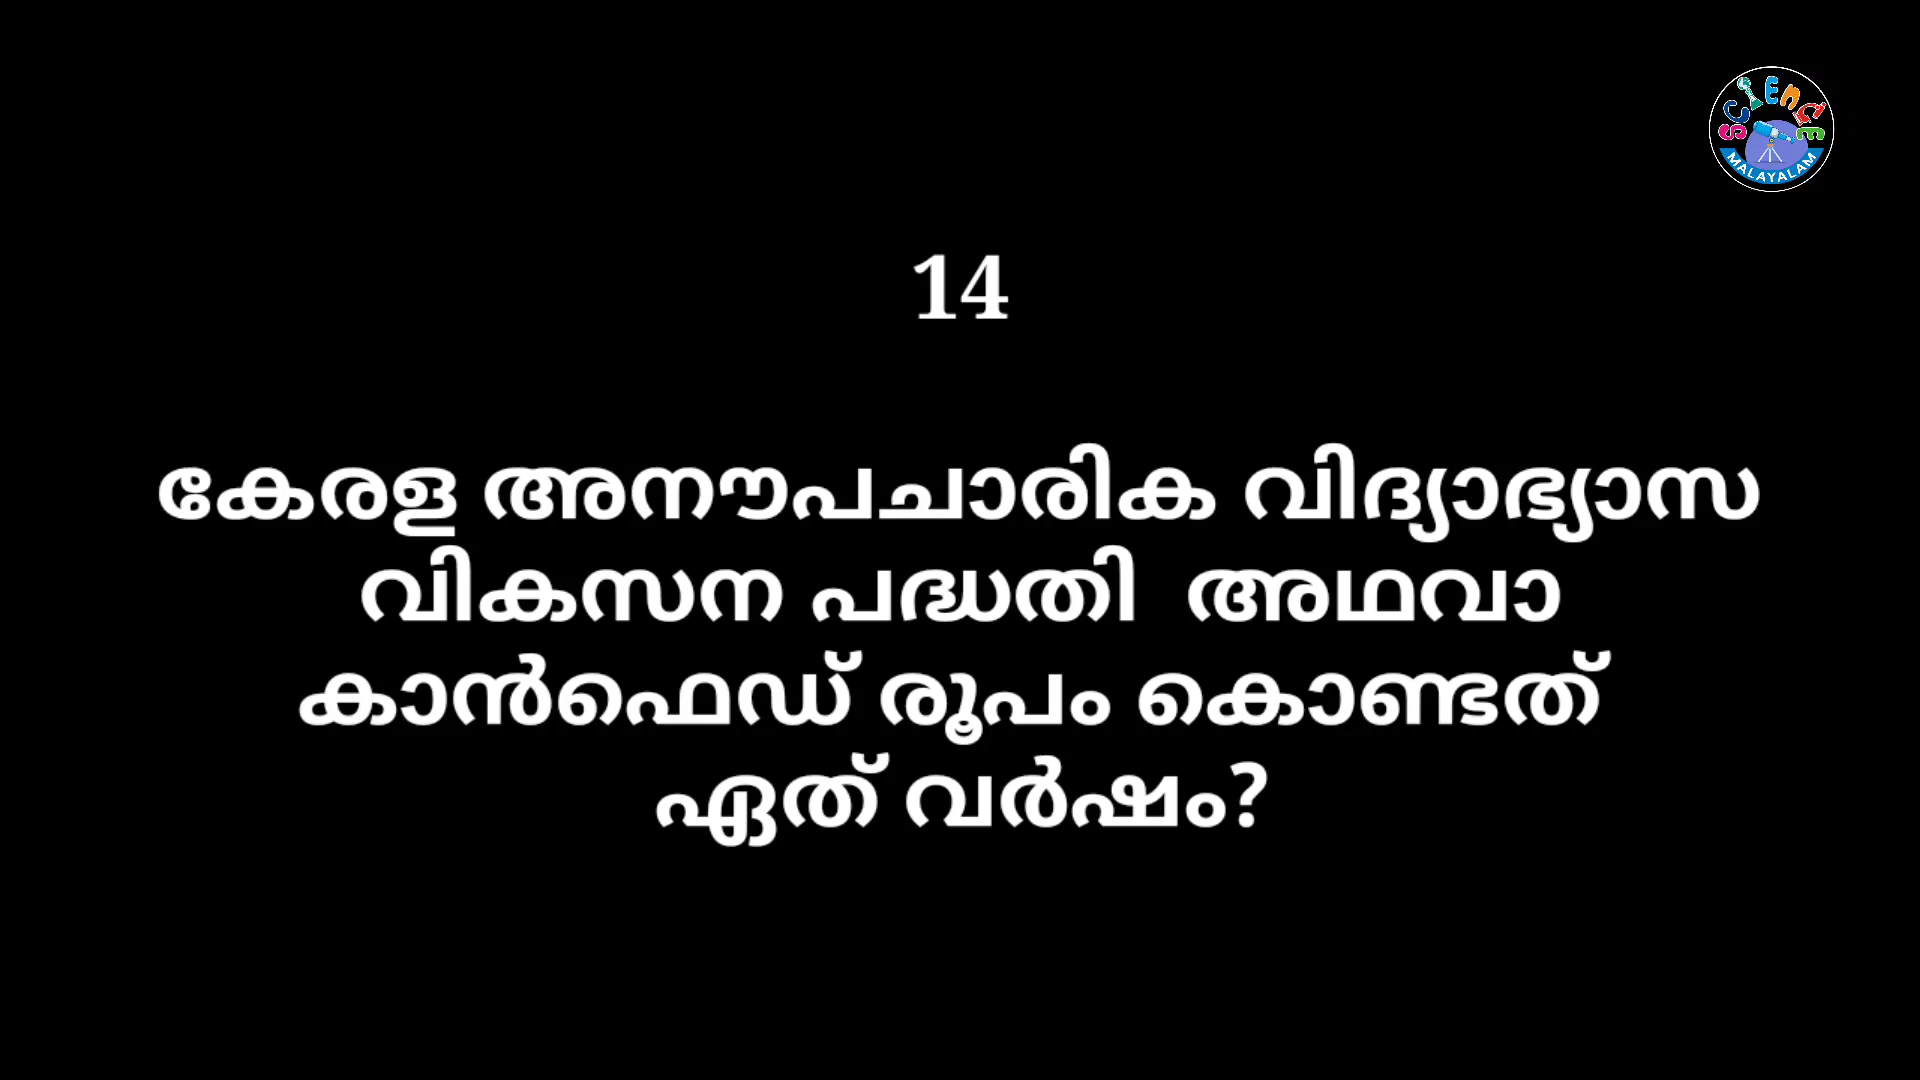 SCIENCE
MALAYALAM
14
കേരള അനൗപചാരിക വിദ്യാഭ്യാസ
വികസന പദ്ധതി അഥവാ
കാൻഫെഡ് രൂപം കൊണ്ടത്
ഏത് വർഷം?